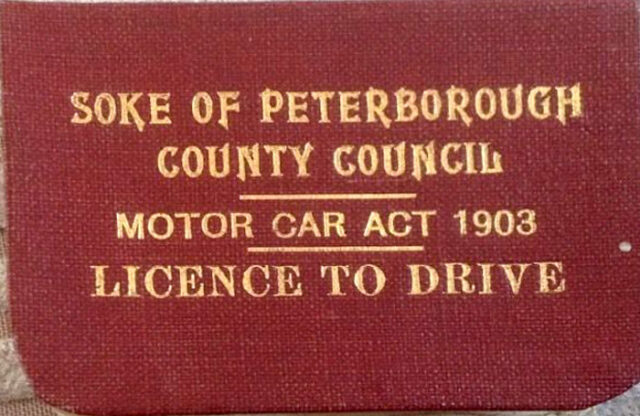 SOKE OF PETERBOROUGH
COUNTY COUNCIL
MOTOR CAR ACT 1903
LICENCE TO DRIVE